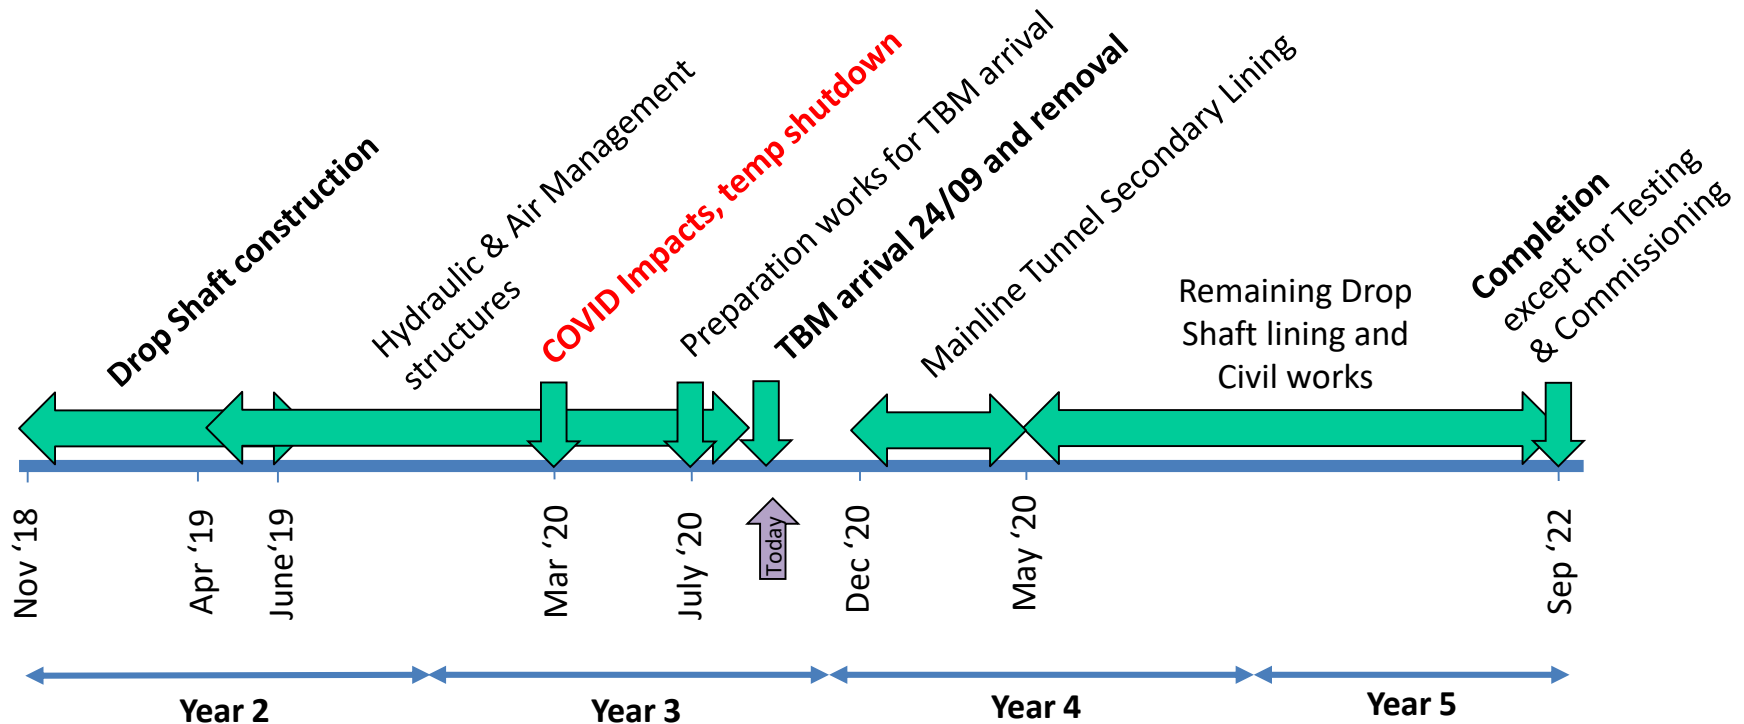 Drop Shaft construction
Hydraulic & Air Management
structures
COVID Impacts, temp shutdown
Preparation works for TBM arrival
TBM arrival 24/09 and removal
Mainline Tunnel Secondary Lining
Remaining Drop
Shaft lining and
Civil works
Completion
except for Testing
& Commissioning
Nov ‘18
Apr ‘19
June‘19
Mar ‘20
July ‘20
Today
Dec ‘20
May ‘20
Sep ‘22
Year 2
Year 3
Year 4
Year 5